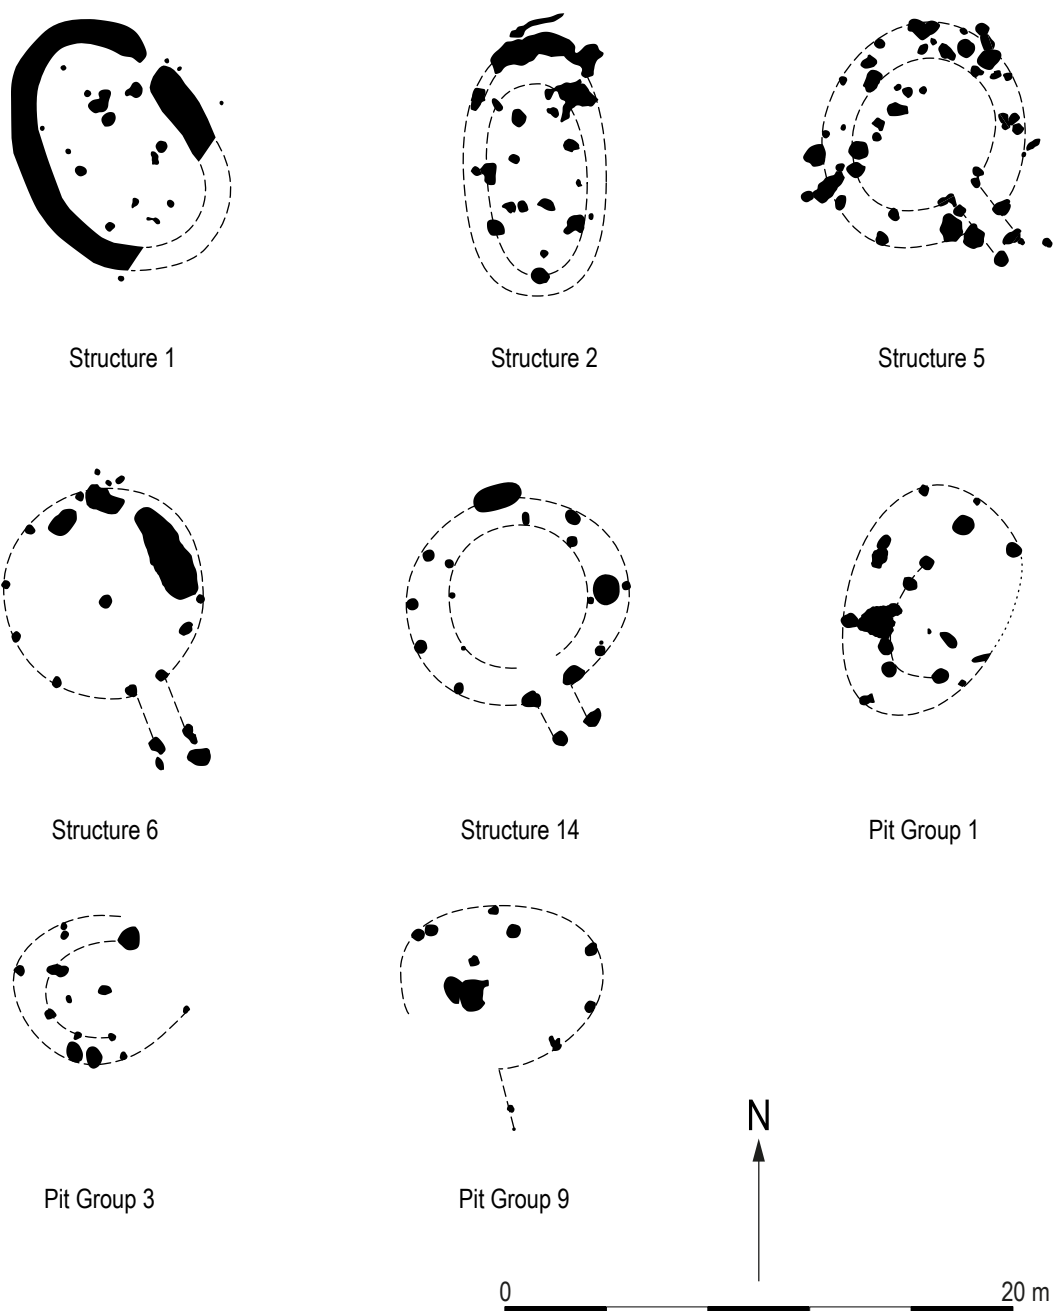 Structure 1
Structure 2
Structure 5
Structure 6
Structure 14
Pit Group 1
Pit Group 3
Pit Group 9
N
0
20 m